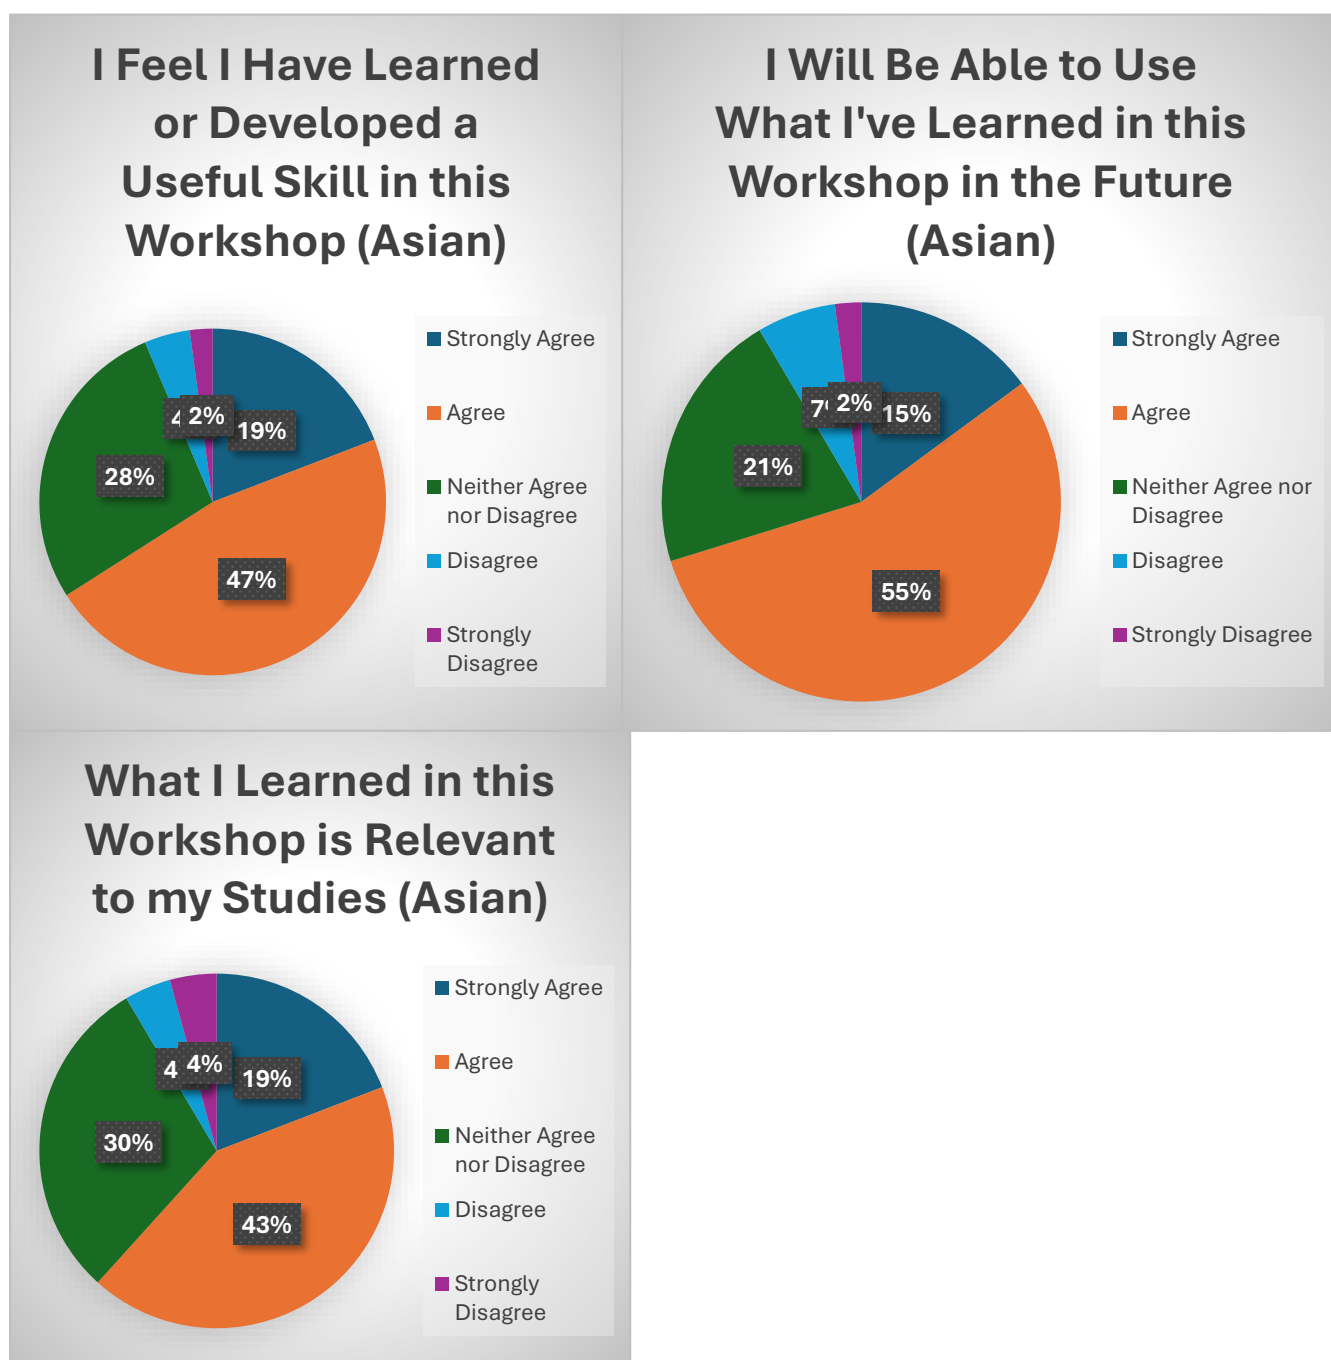 I Feel I Have Learned
or Developed a
Useful Skill in this
Workshop (Asian)
Strongly Agree
Agree
Neither Agree
nor Disagree
Disagree
Strongly
Disagree
4
2%
19%
28%
47%
I Will Be Able to Use
What I've Learned in this
Workshop in the Future
(Asian)
Strongly Agree
Agree
Neither Agree nor
Disagree
Disagree
Strongly Disagree
7
2%
15%
21%
55%
What I Learned in this
Workshop is Relevant
to my Studies (Asian)
Strongly Agree
Agree
Neither Agree
nor Disagree
Disagree
Strongly
Disagree
4
4%
19%
30%
43%